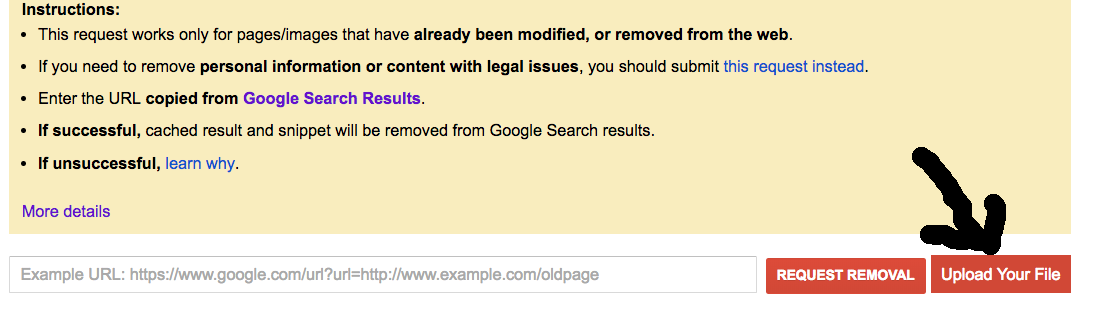 Instructions:
• This request works only for pages/images that have already been modified, or removed from the web.
• If you need to remove personal information or content with legal issues, you should submit this request instead.
• Enter the URL copied from Google Search Results.
• If successful, cached result and snippet will be removed from Google Search results.
• If unsuccessful, learn why.
More details
Example URL: https://www.google.com/url?url=http://www.example.com/oldpage REQUEST REMOVAL Upload Your File